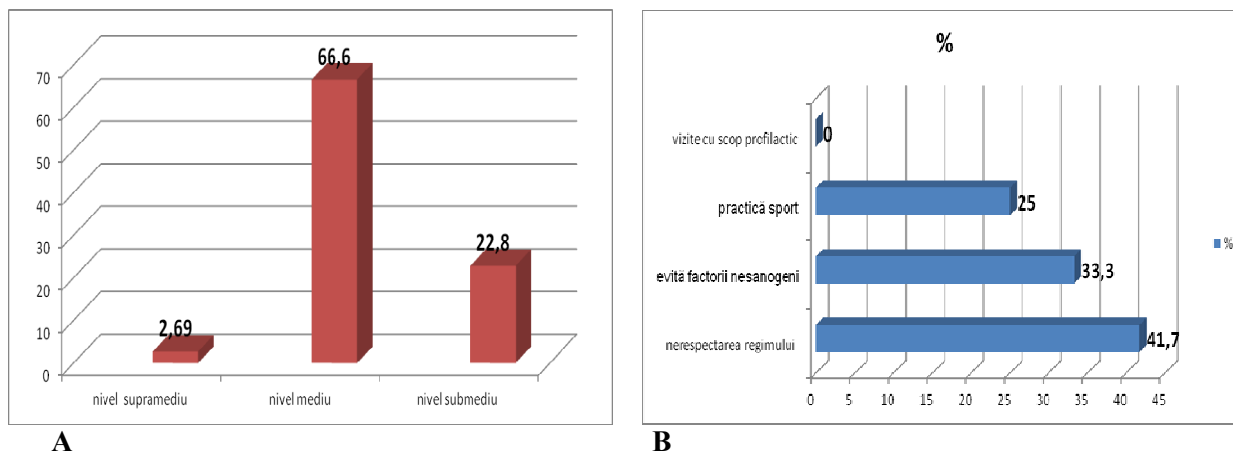 70
60
50
40
30
20
10
0
2,69
66,6
22,8
nivel supramediu
nivel mediu
nivel submediu
A
%
vizite cu scop profilactic
0
practică sport
25
evită factorii nesanogeni
33,3
nerespectarea regimului
41,7
0 5 10 15 20 25 30 35 40 45
%
B